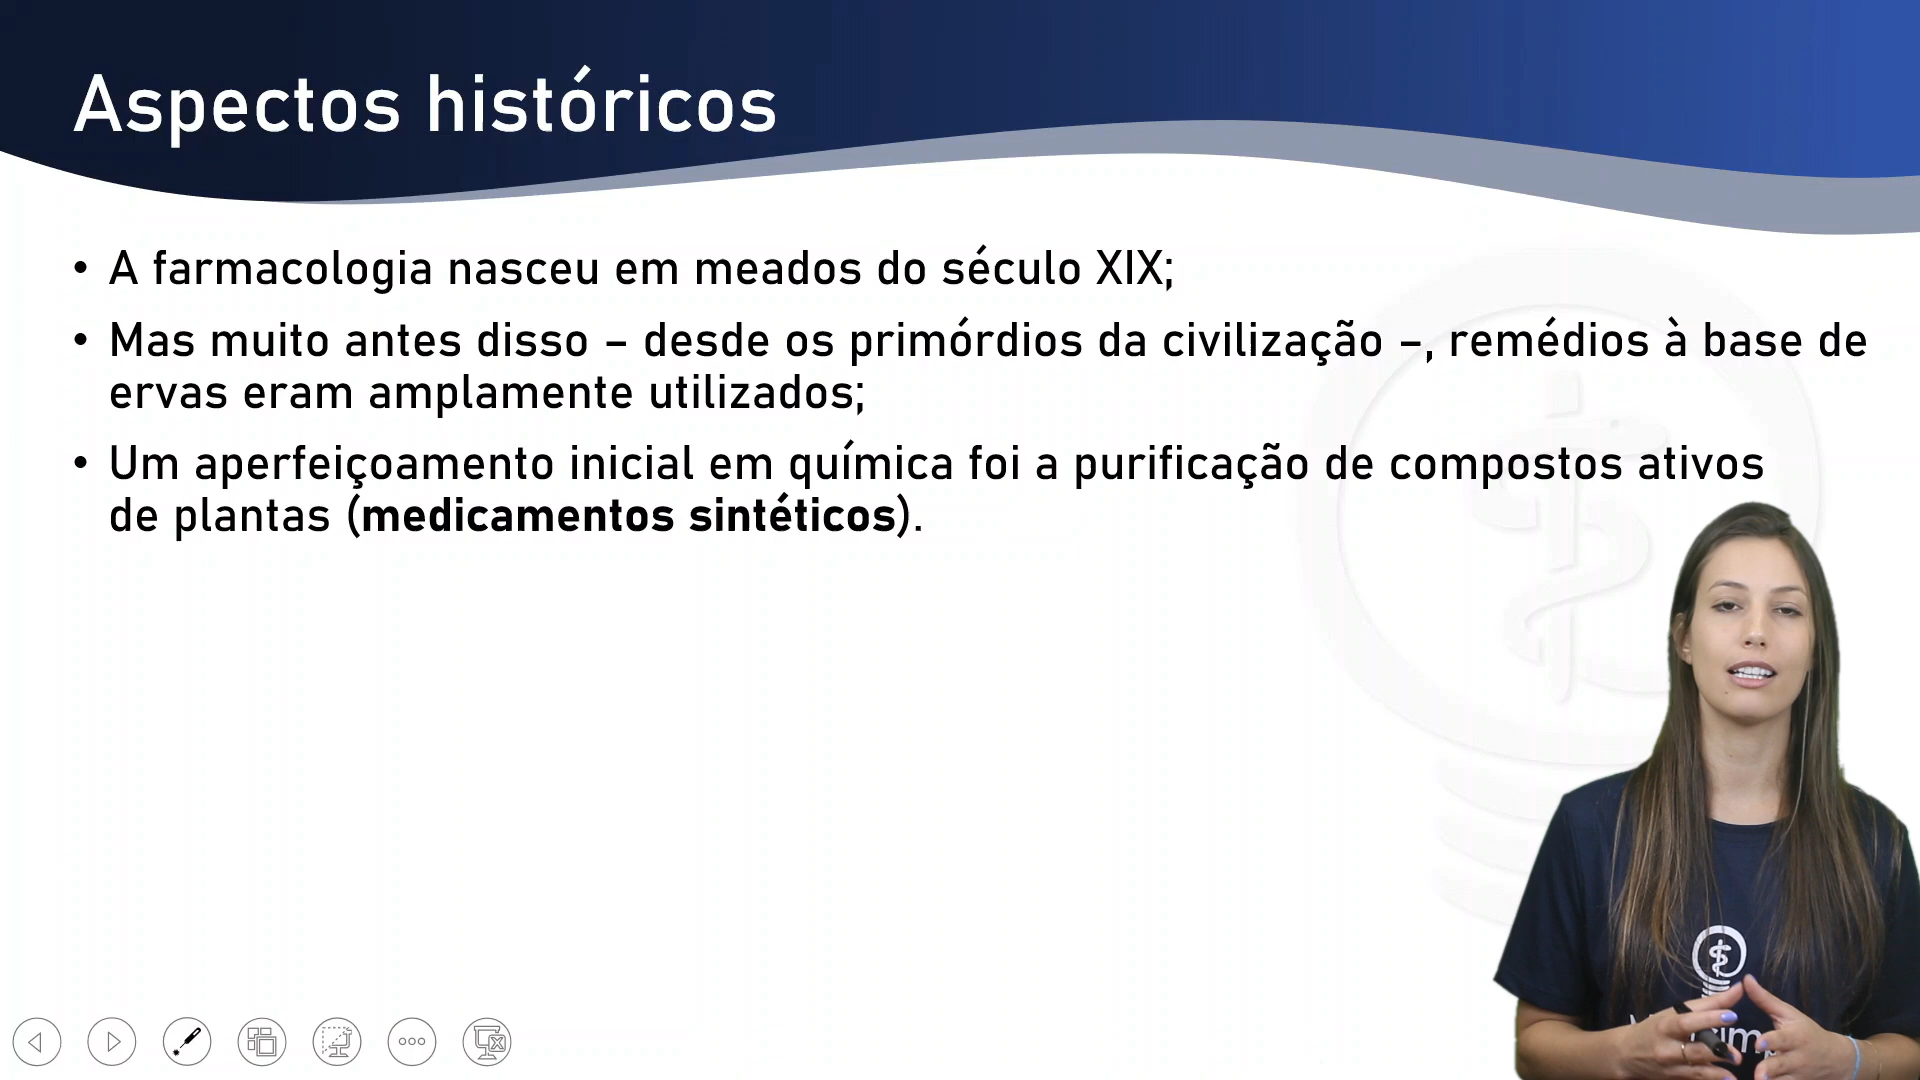 Aspectos históricos
• A farmacologia nasceu em meados do século XIX;
• Mas muito antes disso – desde os primórdios da civilização –, remédios à base de
ervas eram amplamente utilizados;
• Um aperfeiçoamento inicial em química foi a purificação de compostos ativos
de plantas (medicamentos sintéticos).